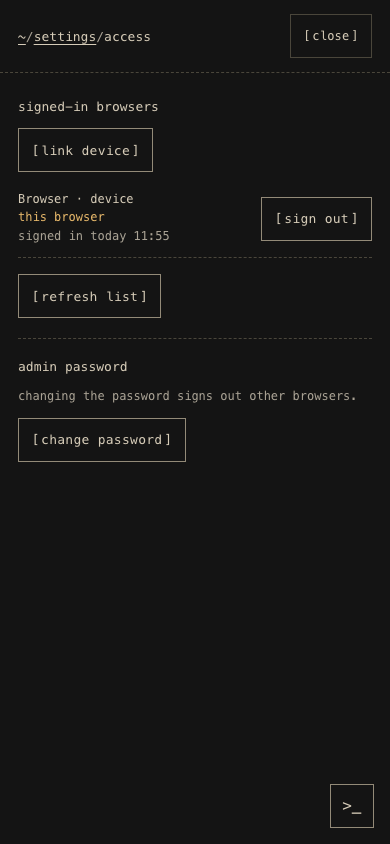 ~/settings/access
[close]
signed-in browsers
[link device]
Browser · device
this browser
signed in today 11:55
[sign out]
[refresh list]
admin password
changing the password signs out other browsers.
[change password]
>_